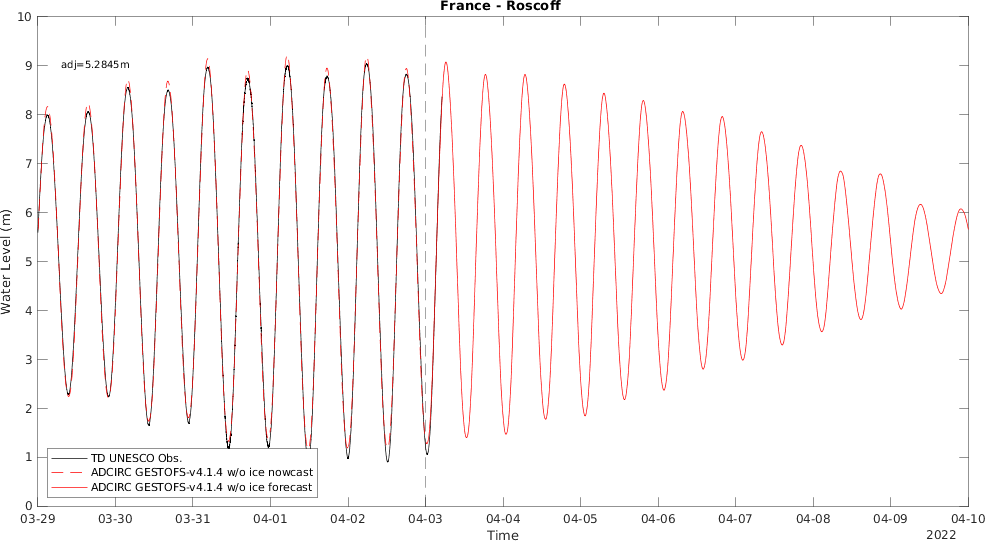 France - Roscoff
10
9
8
7
6
5
4
3
2
1
0
Water Level (m)
adj=5.2845m
TD UNESCO Obs.
ADCIRC GESTOFS-v4.1.4 w/o ice nowcast
ADCIRC GESTOFS-v4.1.4 w/o ice forecast
03-29 03-30 03-31 04-01 04-02 04-03 04-04 04-05 04-06 04-07 04-08 04-09 04-10
Time
2022